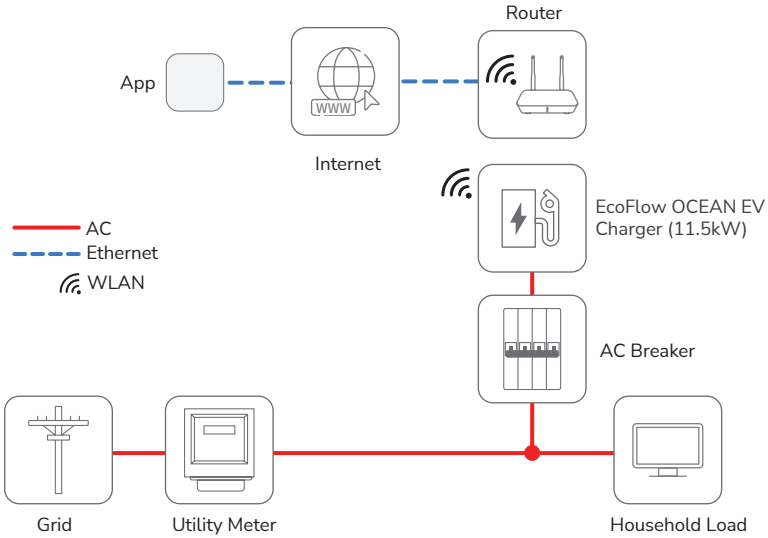 Router
App
WWW
Internet
EcoFlow OCEAN EV
Charger (11.5kW)
AC
Ethernet
WLAN
AC Breaker
Grid
Utility Meter
Household Load